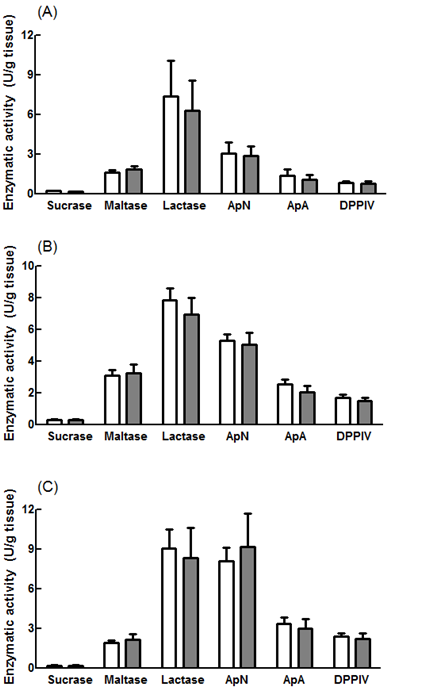 (A)
Enzymatic activity (U/g tissue)
12
9
6
3
0
Sucrase Maltase Lactase ApN ApA DPPIV
(B)
Enzymatic activity (U/g tissue)
10
8
6
4
2
0
Sucrase Maltase Lactase ApN ApA DPPIV
(C)
Enzymatic activity (U/g tissue)
12
9
6
3
0
Sucrase Maltase Lactase ApN ApA DPPIV